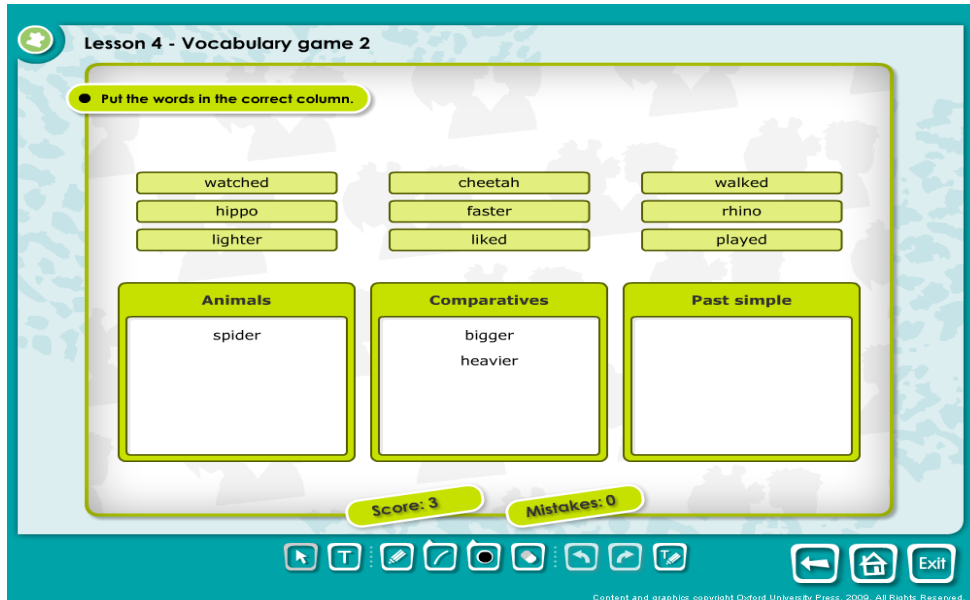 Lesson 4 - Vocabulary game 2
Put the words in the correct column.
watched cheetah walked
hippo faster rhino
lighter liked played
Animals Comparatives Past simple
spider bigger
heavier
Score: 3 Mistakes: 0
T T Exit
Content and graphics copyright Oxford University Press, 2009. All Rights Reserved.